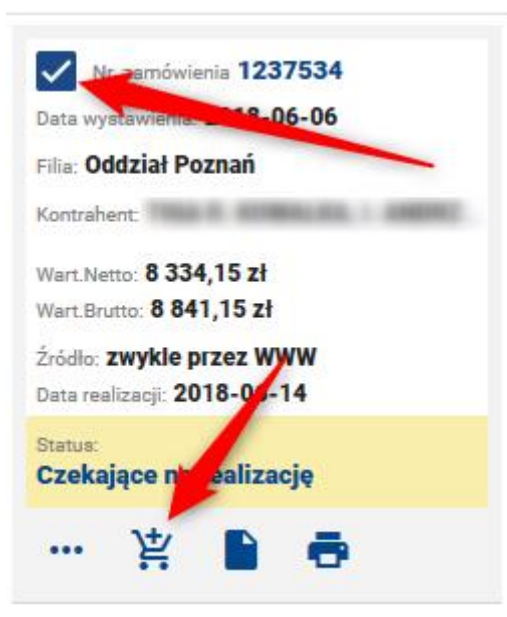 Nr. zamówienia 1237534
Data wystawienia: 2018-06-06
Filia: Oddział Poznań
Kontrahent:
Wart.Netto: 8 334,15 zł
Wart.Brutto: 8 841,15 zł
Źródło: zwykle przez WWW
Data realizacji: 2018-06-14
Status:
Czekające na realizację